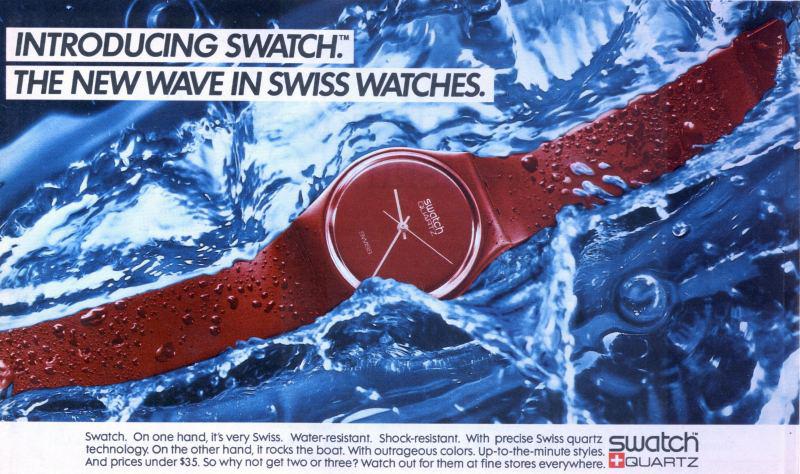 INTRODUCING SWATCH.™
THE NEW WAVE IN SWISS WATCHES.
swatch
QUARTZ
SWISS
Swatch. On one hand, it's very Swiss. Water-resistant. Shock-resistant. With precise Swiss quartz
technology. On the other hand, it rocks the boat. With outrageous colors. Up-to-the-minute styles.
And prices under $35. So why not get two or three? Watch out for them at fine stores everywhere.
swatch™
QUARTZ